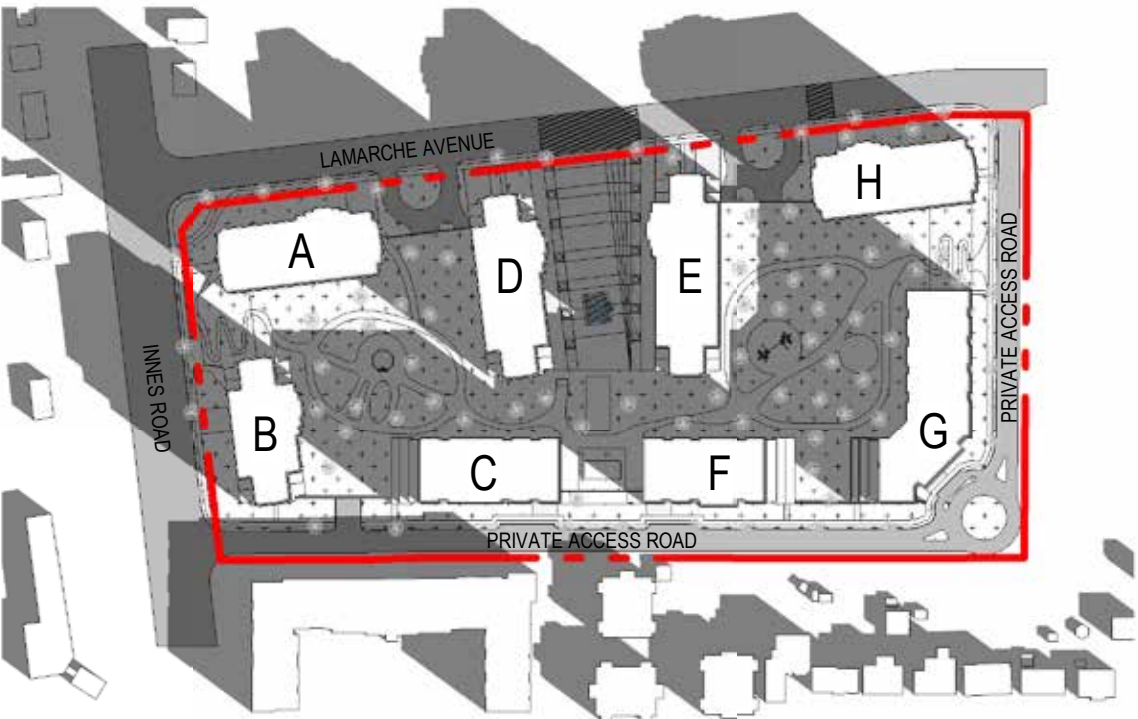 LAMARCHE AVENUE
H
A
D
E
PRIVATE ACCESS ROAD
INNES ROAD
B
G
C
F
PRIVATE ACCESS ROAD